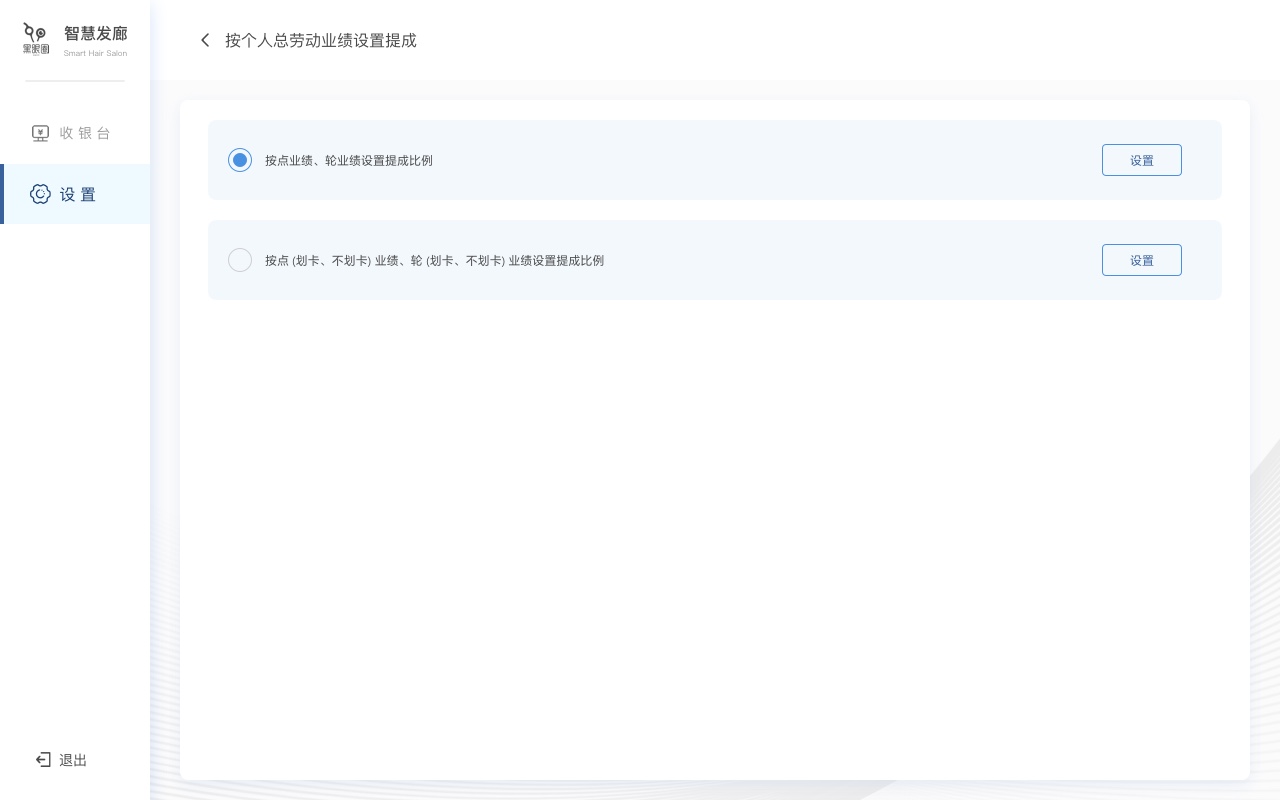 智慧发廊
黑眼圈
Smart Hair Salon
按个人总劳动业绩设置提成
收银台
设置
按点业绩、轮业绩设置提成比例
设置
按点 (划卡、不划卡) 业绩、轮 (划卡、不划卡) 业绩设置提成比例
设置
退出